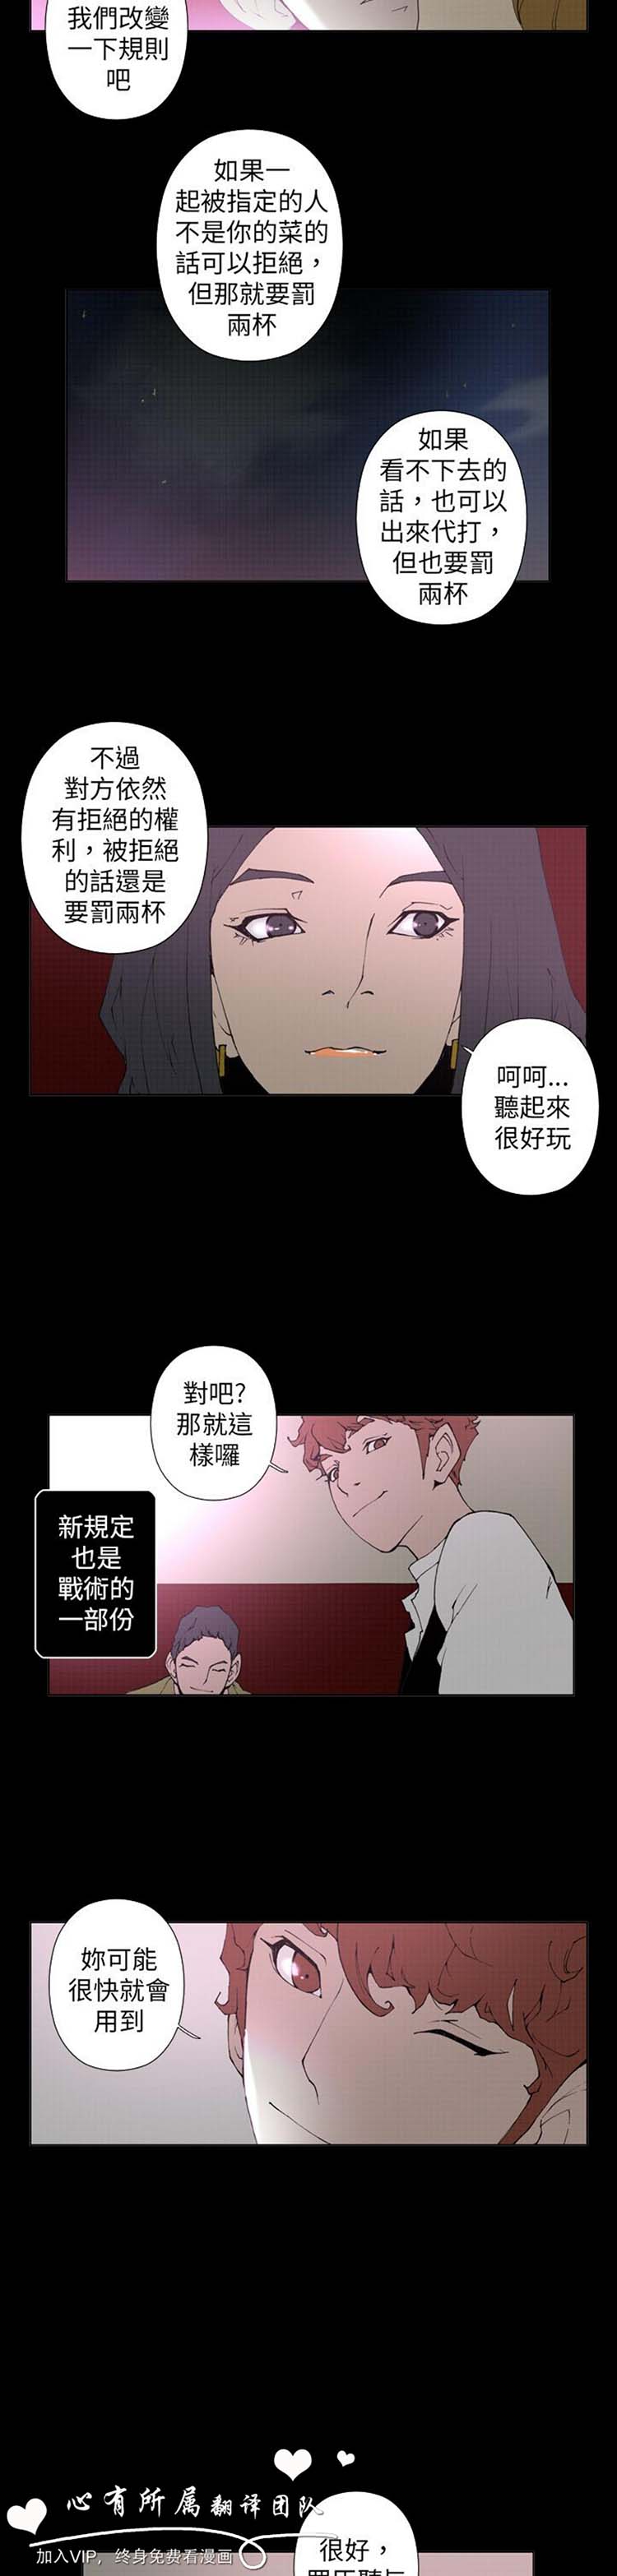 我們改變
一下規則
吧
如果一
起被指定的人
不是你的菜的
話可以拒絕，
但那就要罰
兩杯
如果
看不下去的
話，也可以
出來代打，
但也要罰
兩杯
不過
對方依然
有拒絕的權
利，被拒絕
的話還是
要罰兩杯
呵呵...
聽起來
很好玩
對吧?
那就這
樣囉
新規定
也是
戰術的
一部份
妳可能
很快就會
用到
心有所属翻译团队
加入VIP，终身免费看漫画
很好，